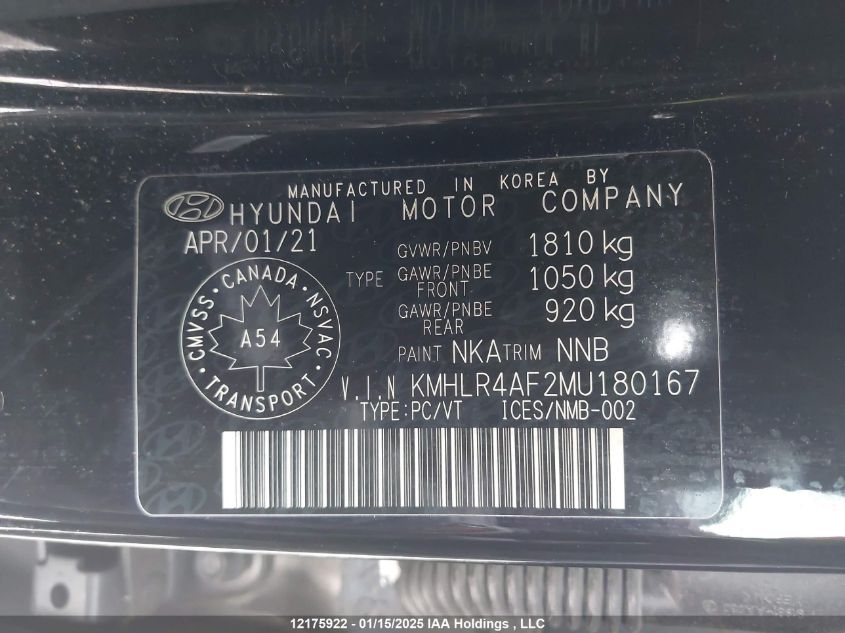 MANUFACTURED IN KOREA BY
HYUNDAI MOTOR COMPANY
APR/01/21
GVWR/PNBV 1810 kg
TYPE GAWR/PNBE FRONT 1050 kg
GAWR/PNBE REAR 920 kg
PAINT NKA TRIM NNB
CMVSS • CANADA • NSVAC • TRANSPORT •
A54
V.I.N KMHLR4AF2MU180167
TYPE:PC/VT ICES/NMB-002
12175922 - 01/15/2025 IAA Holdings , LLC